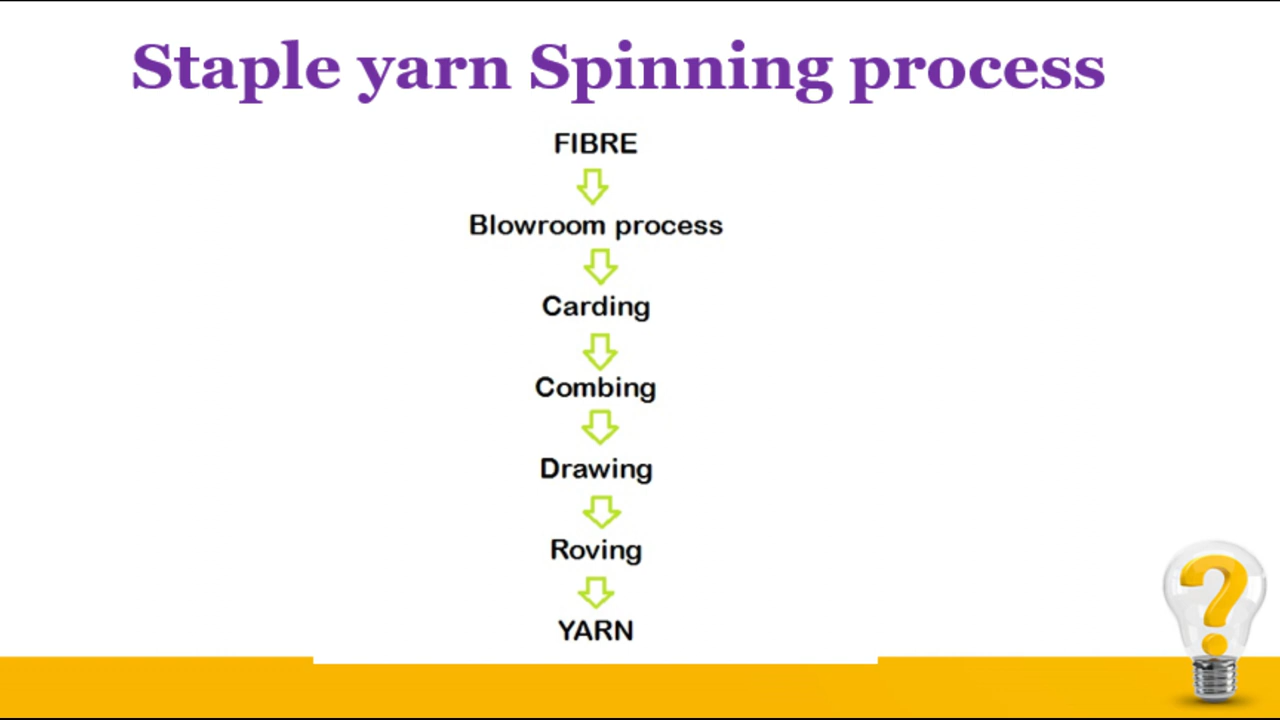 Staple yarn Spinning process
FIBRE
Blowroom process
Carding
Combing
Drawing
Roving
YARN
?